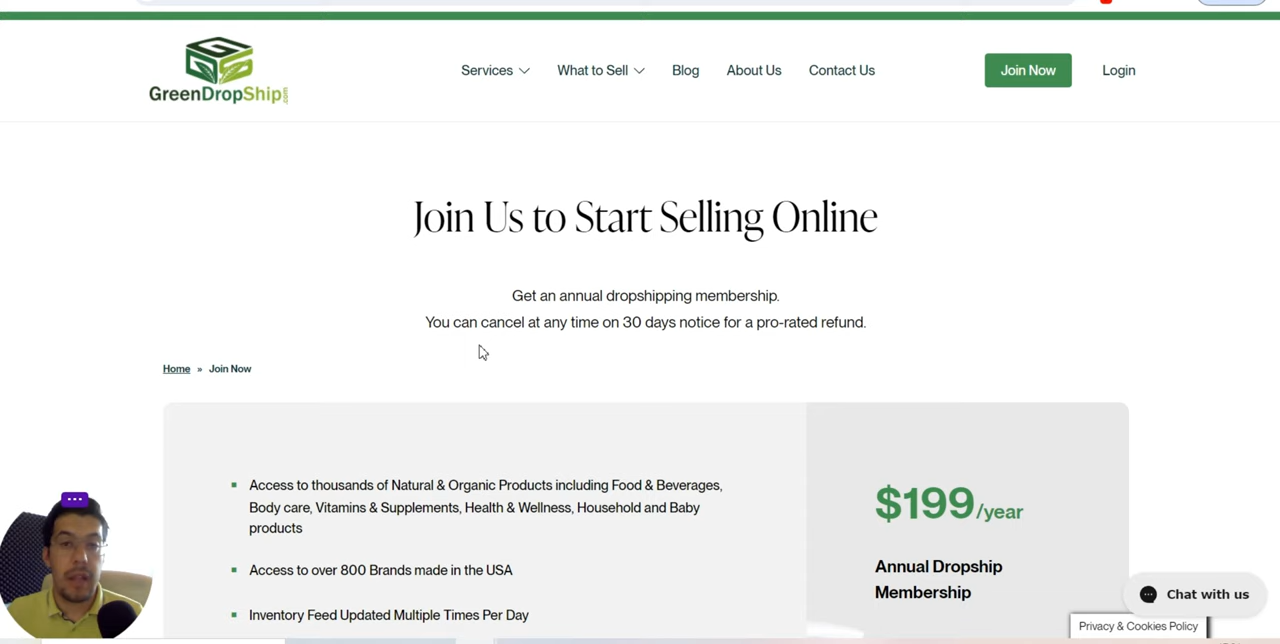 GreenDropShip.com
Services
What to Sell
Blog
About Us
Contact Us
Join Now
Login
Join Us to Start Selling Online
Get an annual dropshipping membership.
You can cancel at any time on 30 days notice for a pro-rated refund.
Home » Join Now
Access to thousands of Natural & Organic Products including Food & Beverages,
Body care, Vitamins & Supplements, Health & Wellness, Household and Baby
products
Access to over 800 Brands made in the USA
Inventory Feed Updated Multiple Times Per Day
$199/year
Annual Dropship
Membership
Chat with us
Privacy & Cookies Policy